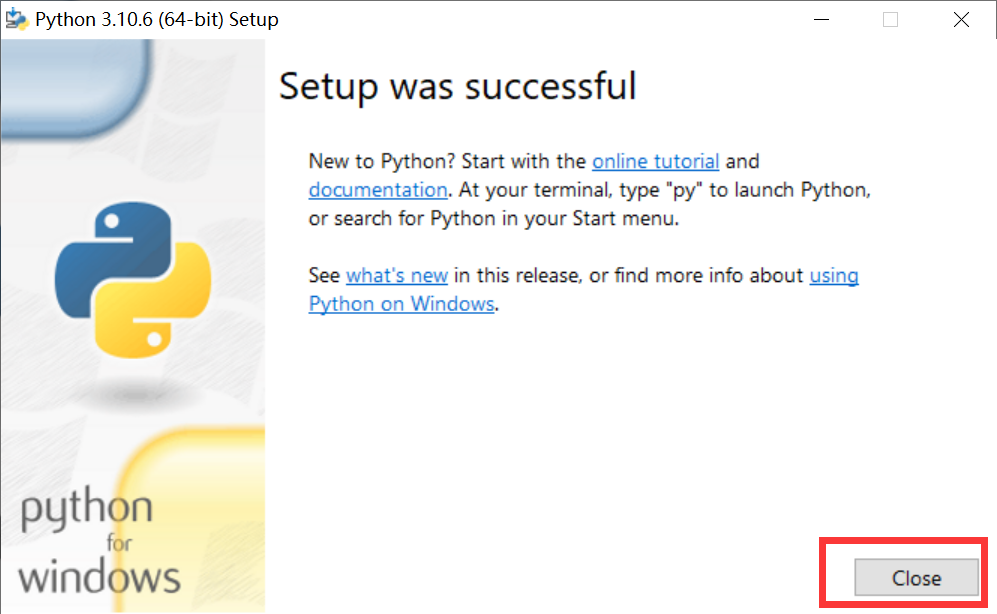 Python 3.10.6 (64-bit) Setup
Setup was successful
New to Python? Start with the online tutorial and
documentation. At your terminal, type "py" to launch Python,
or search for Python in your Start menu.
See what's new in this release, or find more info about using
Python on Windows.
python
for
windows
Close